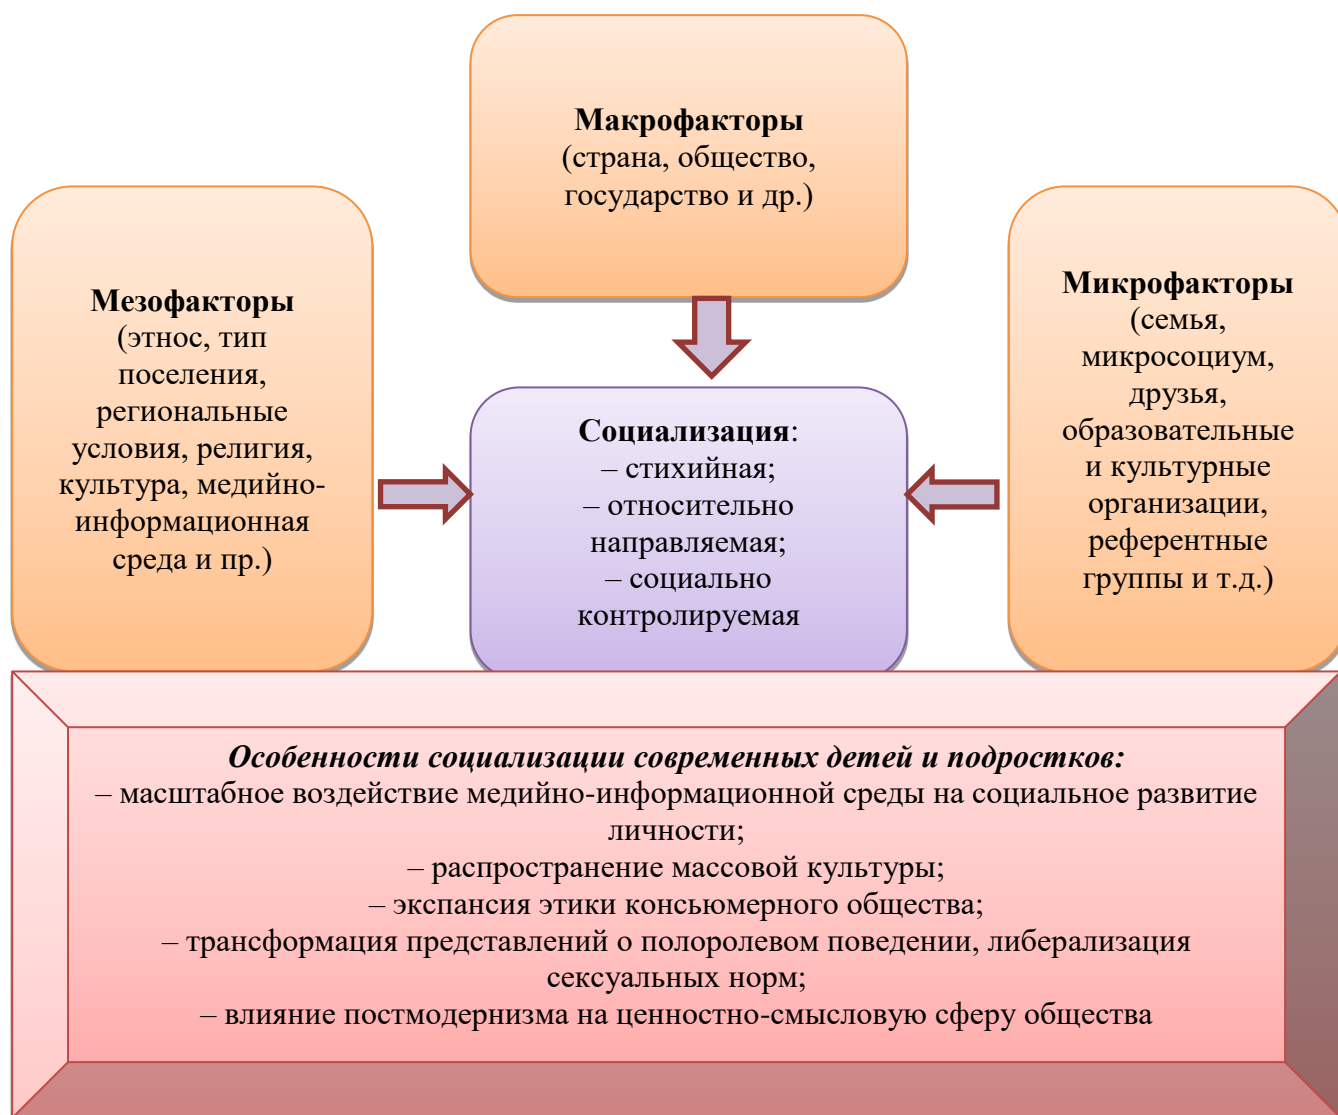 Макрофакторы
(страна, общество,
государство и др.)
Мезофакторы
(этнос, тип
поселения,
региональные
условия, религия,
культура, медийно-
информационная
среда и пр.)
Микрофакторы
(семья,
микросоциум,
друзья,
образовательные
и культурные
организации,
референтные
группы и т.д.)
Социализация:
– стихийная;
– относительно
направляемая;
– социально
контролируемая
Особенности социализации современных детей и подростков:
– масштабное воздействие медийно-информационной среды на социальное развитие
личности;
– распространение массовой культуры;
– экспансия этики консьюмерного общества;
– трансформация представлений о полоролевом поведении, либерализация
сексуальных норм;
– влияние постмодернизма на ценностно-смысловую сферу общества